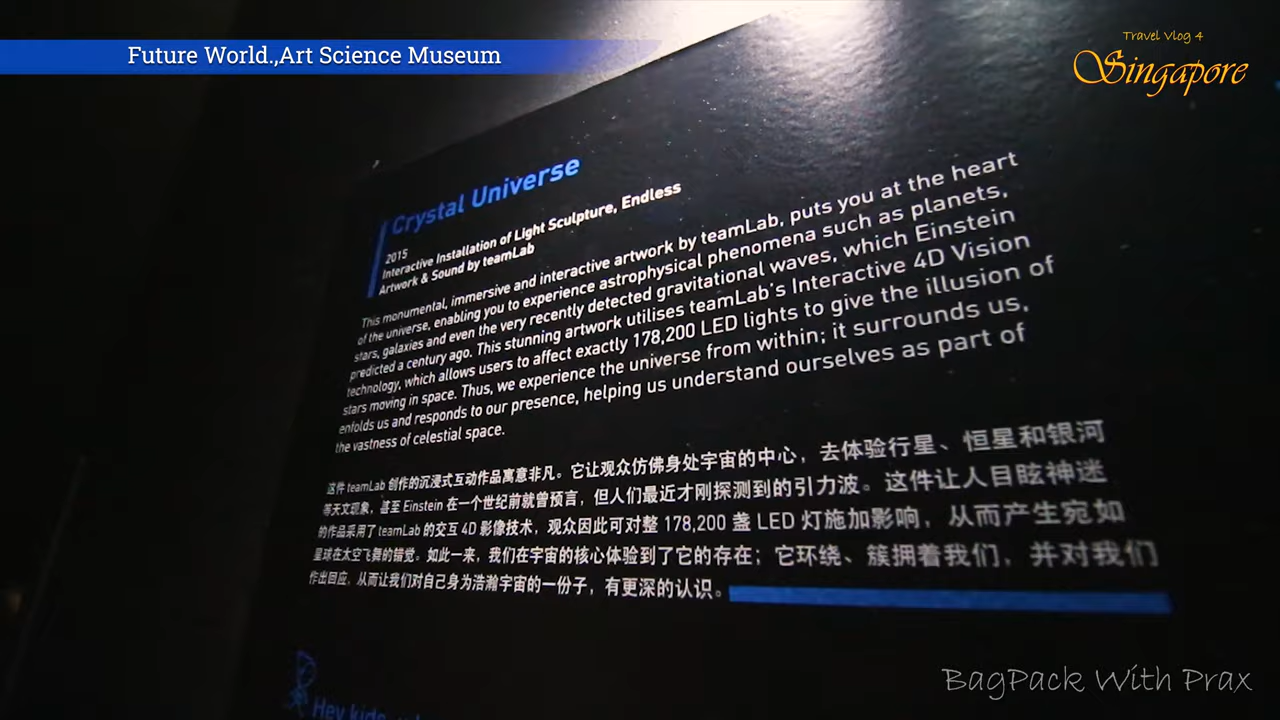 Future World.,Art Science Museum
Travel Vlog 4
Singapore
Crystal Universe
2015
Interactive Installation of Light Sculpture, Endless
Artwork & Sound by teamLab
This monumental, immersive and interactive artwork by teamLab, puts you at the heart
of the universe, enabling you to experience astrophysical phenomena such as planets,
stars, galaxies and even the very recently detected gravitational waves, which Einstein
predicted a century ago. This stunning artwork utilises teamLab's Interactive 4D Vision
technology, which allows users to affect exactly 178,200 LED lights to give the illusion of
stars moving in space. Thus, we experience the universe from within; it surrounds us,
enfolds us and responds to our presence, helping us understand ourselves as part of
the vastness of celestial space.
这件 teamLab 创作的沉浸式互动作品寓意非凡。它让观众仿佛身处宇宙的中心，去体验行星、恒星和银河
等天文现象，甚至 Einstein 在一个世纪前就曾预言，但人们最近才刚探测到的引力波。这件让人目眩神迷
的作品采用了 teamLab 的交互 4D 影像技术，观众因此可对整 178,200 盏 LED 灯施加影响，从而产生宛如
星球在太空飞舞的错觉。如此一来，我们在宇宙的核心体验到了它的存在；它环绕、簇拥着我们，并对我们
作出回应，从而让我们对自己身为浩瀚宇宙的一份子，有更深的认识。
Hey kids
BagPack With Prax